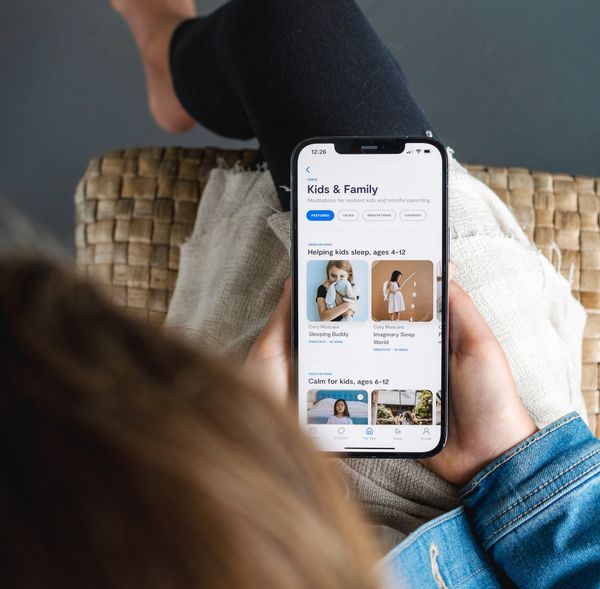 12:26
TOPIC
Kids & Family
Meditations for resilient kids and mindful parenting.
FEATURED TALKS MEDITATIONS COURSES
MEDITATIONS
Helping kids sleep, ages 4–12
Cory Muscara Cory Muscara
Sleeping Buddy Imaginary Sleep
World
MEDITATIONS
Calm for kids, ages 6–12